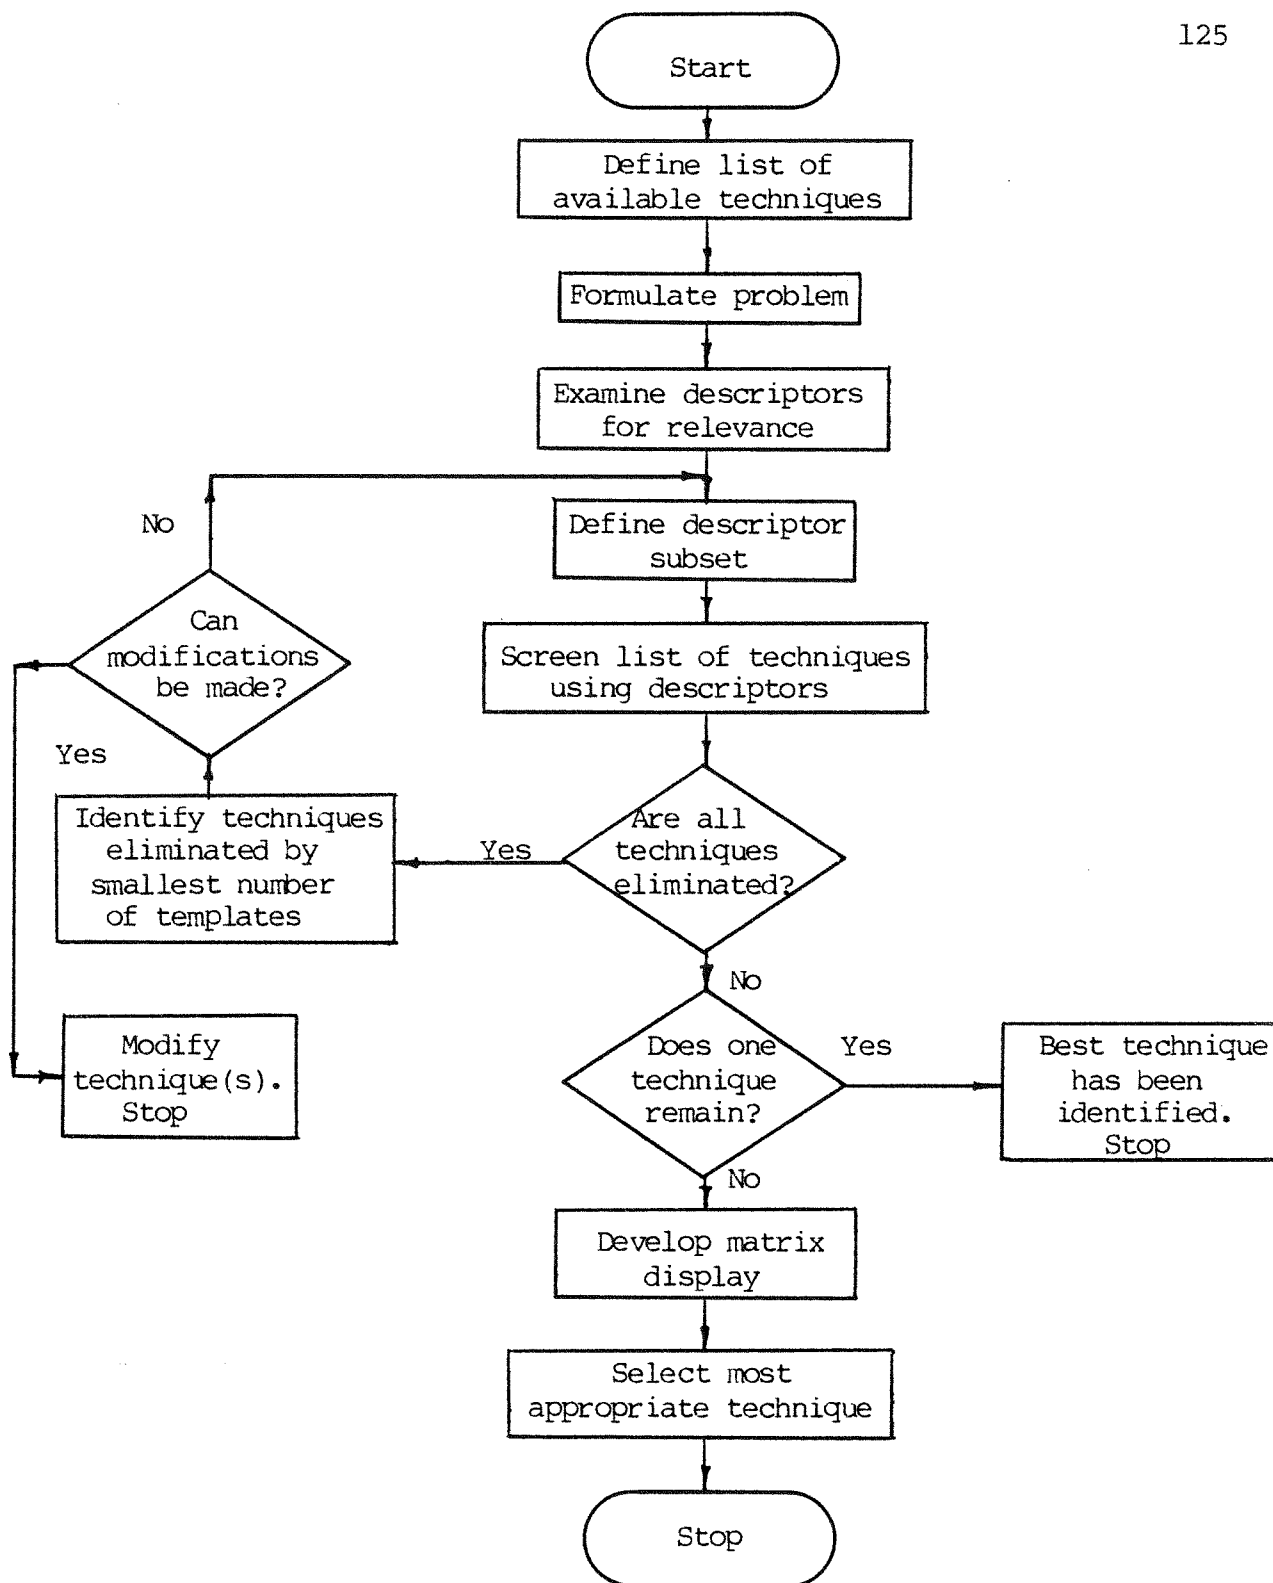 125
Start
Define list of
available techniques
Formulate problem
Examine descriptors
for relevance
No
Define descriptor
subset
Can
modifications
be made?
Screen list of techniques
using descriptors
Yes
Identify techniques
eliminated by
smallest number
of templates
Yes
Are all
techniques
eliminated?
No
Modify
technique(s).
Stop
Does one
technique
remain?
Yes
Best technique
has been
identified.
Stop
No
Develop matrix
display
Select most
appropriate technique
Stop